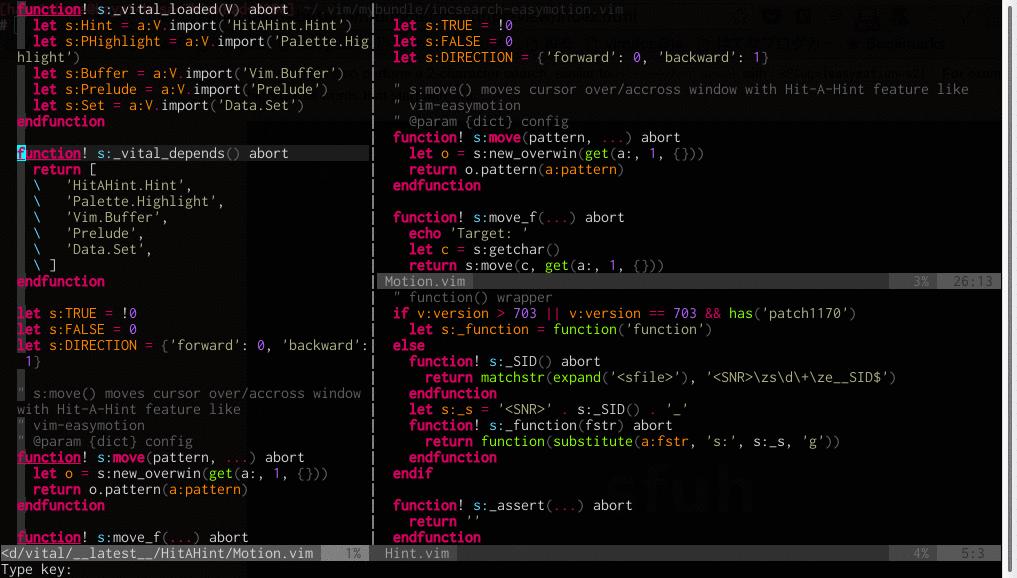 function! s:_vital_loaded(V) abort
  let s:Hint = a:V.import('HitAHint.Hint')
  let s:PHighlight = a:V.import('Palette.Hig
hlight')
  let s:Buffer = a:V.import('Vim.Buffer')
  let s:Prelude = a:V.import('Prelude')
  let s:Set = a:V.import('Data.Set')
endfunction
function! s:_vital_depends() abort
  return [
  \   'HitAHint.Hint',
  \   'Palette.Highlight',
  \   'Vim.Buffer',
  \   'Prelude',
  \   'Data.Set',
  \ ]
endfunction
let s:TRUE = !0
let s:FALSE = 0
let s:DIRECTION = {'forward': 0, 'backward':
 1}
" s:move() moves cursor over/accross window
with Hit-A-Hint feature like
" vim-easymotion
" @param {dict} config
function! s:move(pattern, ...) abort
  let o = s:new_overwin(get(a:, 1, {}))
  return o.pattern(a:pattern)
endfunction
function! s:move_f(...) abort
<d/vital/__latest__/HitAHint/Motion.vim 1%
let s:TRUE = !0
let s:FALSE = 0
let s:DIRECTION = {'forward': 0, 'backward': 1}
" s:move() moves cursor over/accross window with Hit-A-Hint feature like
" vim-easymotion
" @param {dict} config
function! s:move(pattern, ...) abort
  let o = s:new_overwin(get(a:, 1, {}))
  return o.pattern(a:pattern)
endfunction
function! s:move_f(...) abort
  echo 'Target: '
  let c = s:getchar()
  return s:move(c, get(a:, 1, {}))
Motion.vim 3% 26:13
" function() wrapper
if v:version > 703 || v:version == 703 && has('patch1170')
  let s:_function = function('function')
else
  function! s:_SID() abort
    return matchstr(expand('<sfile>'), '<SNR>\zs\d\+\ze__SID$')
  endfunction
  let s:_s = '<SNR>' . s:_SID() . '_'
  function! s:_function(fstr) abort
    return function(substitute(a:fstr, 's:', s:_s, 'g'))
  endfunction
endif
function! s:_assert(...) abort
  return ''
endfunction
Hint.vim 4% 5:3
Type key: